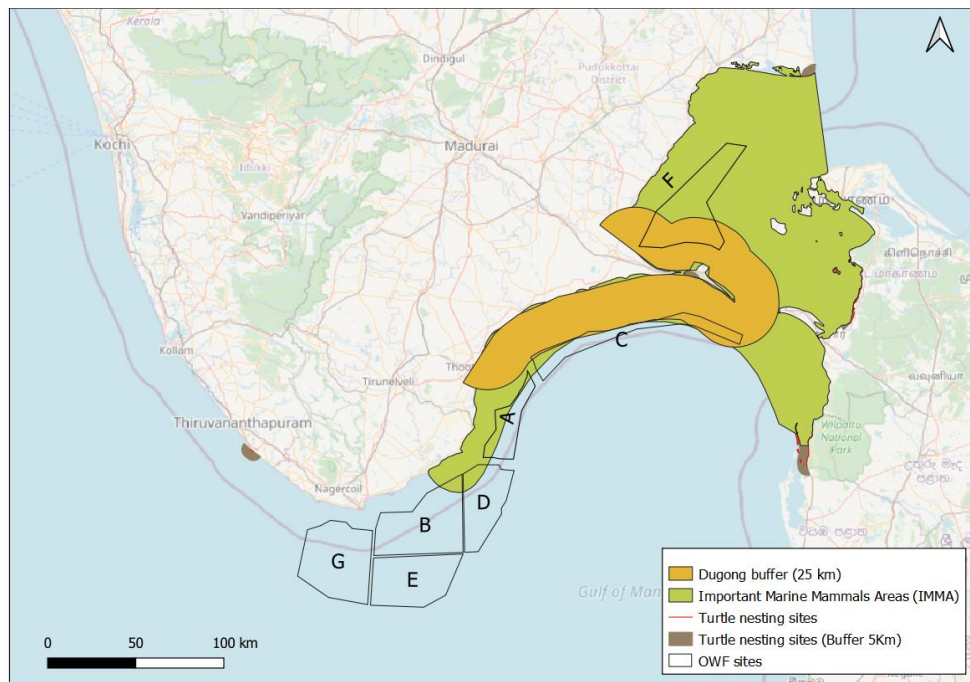 Kerala
Dindigul
Pudukkottai
District
Kochi
Madurai
Idukki
Vandiperiyar
F
C
Kollam
Tirunelveli
Thoo
A
Thiruvananthapuram
Wilpattu
National
Park
Nagercoil
D
B
G
E
Gulf of Man
0 50 100 km
Dugong buffer (25 km)
Important Marine Mammals Areas (IMMA)
Turtle nesting sites
Turtle nesting sites (Buffer 5Km)
OWF sites